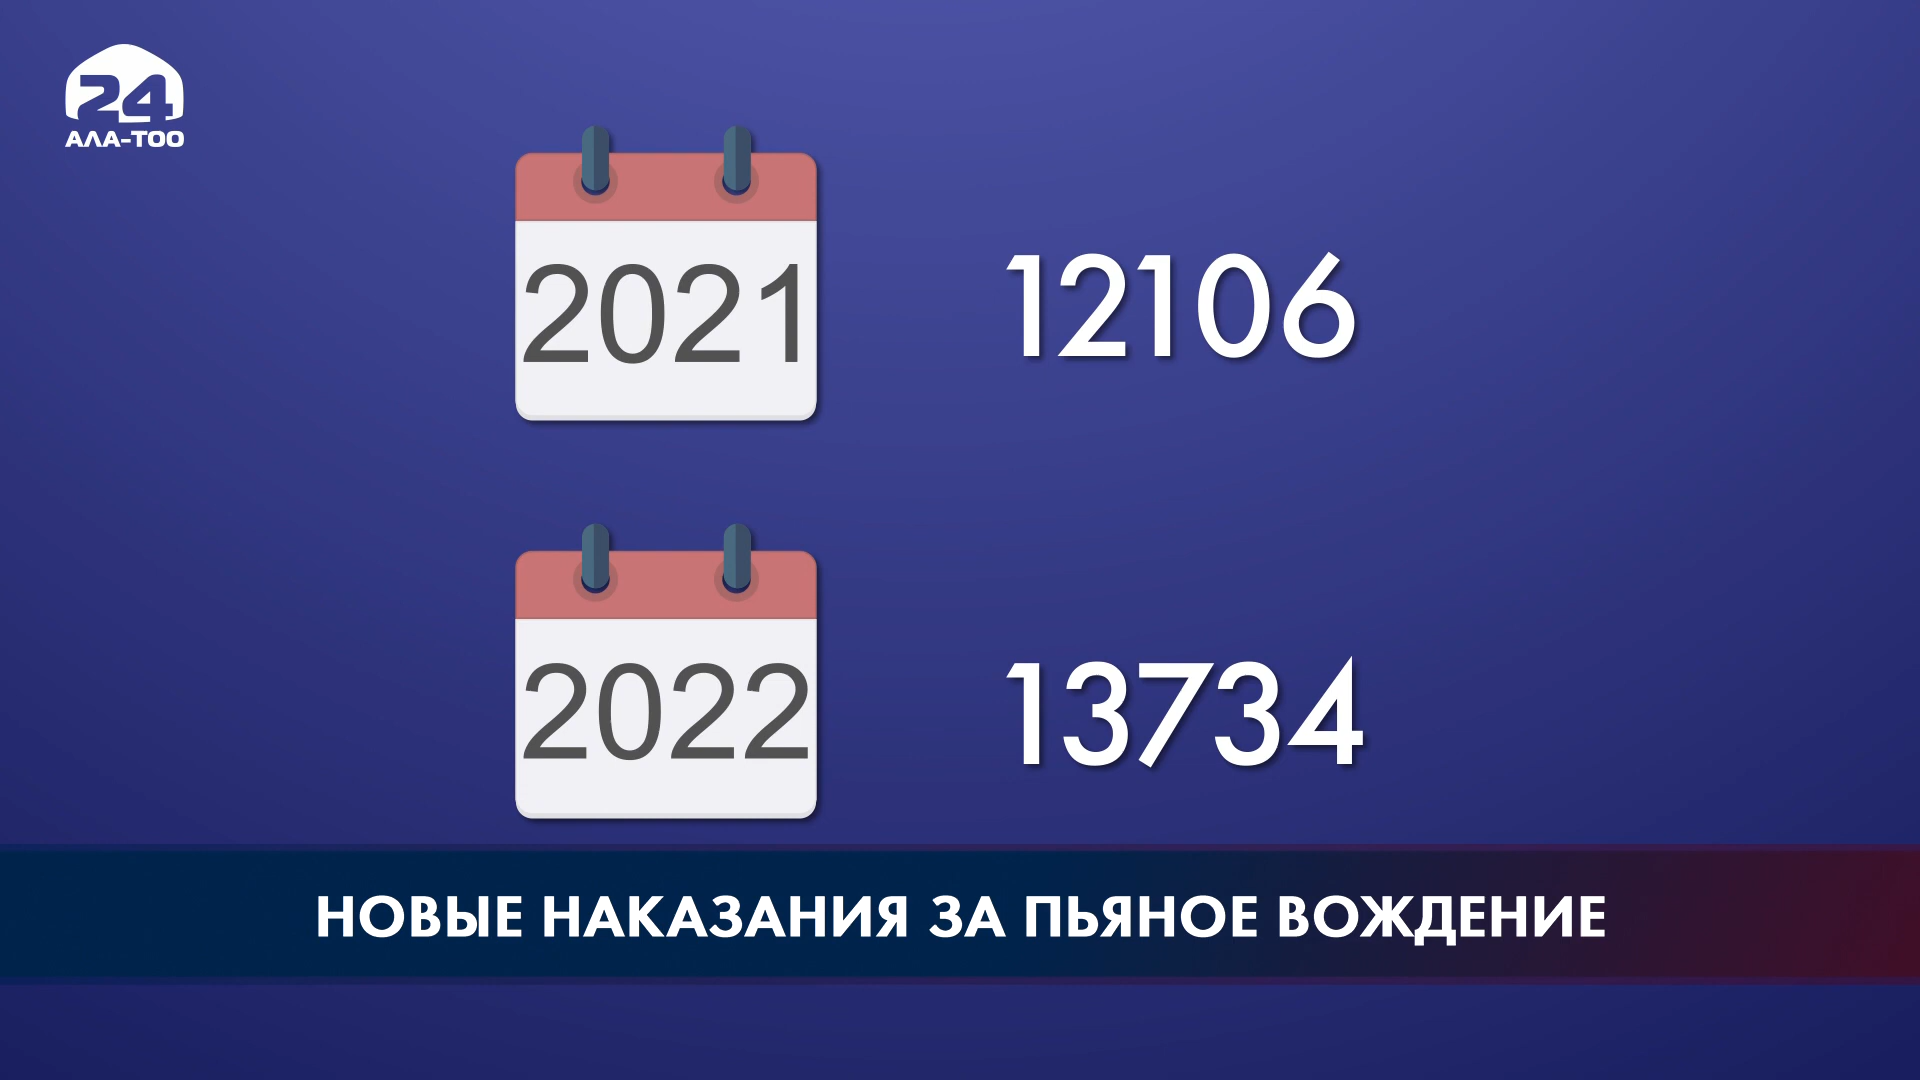 24
АЛА-ТОО
2021
12106
2022
13734
НОВЫЕ НАКАЗАНИЯ ЗА ПЬЯНОЕ ВОЖДЕНИЕ